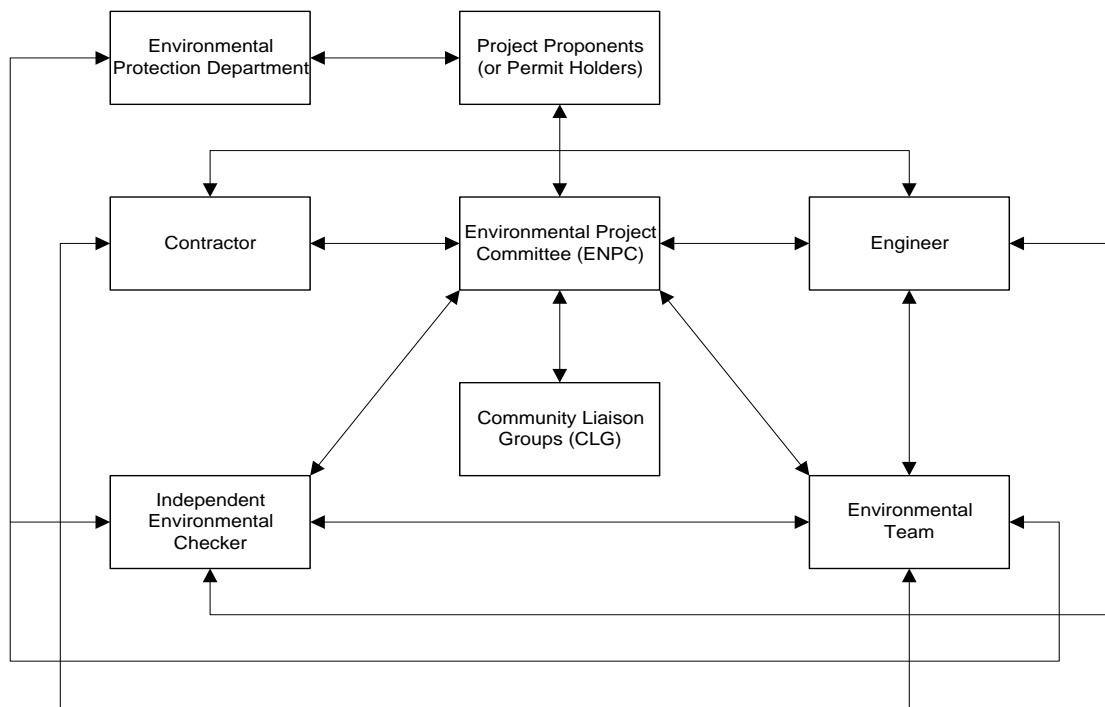 Environmental
Protection Department
Project Proponents
(or Permit Holders)
Contractor
Environmental Project
Committee (ENPC)
Engineer
Community Liaison
Groups (CLG)
Independent
Environmental
Checker
Environmental
Team